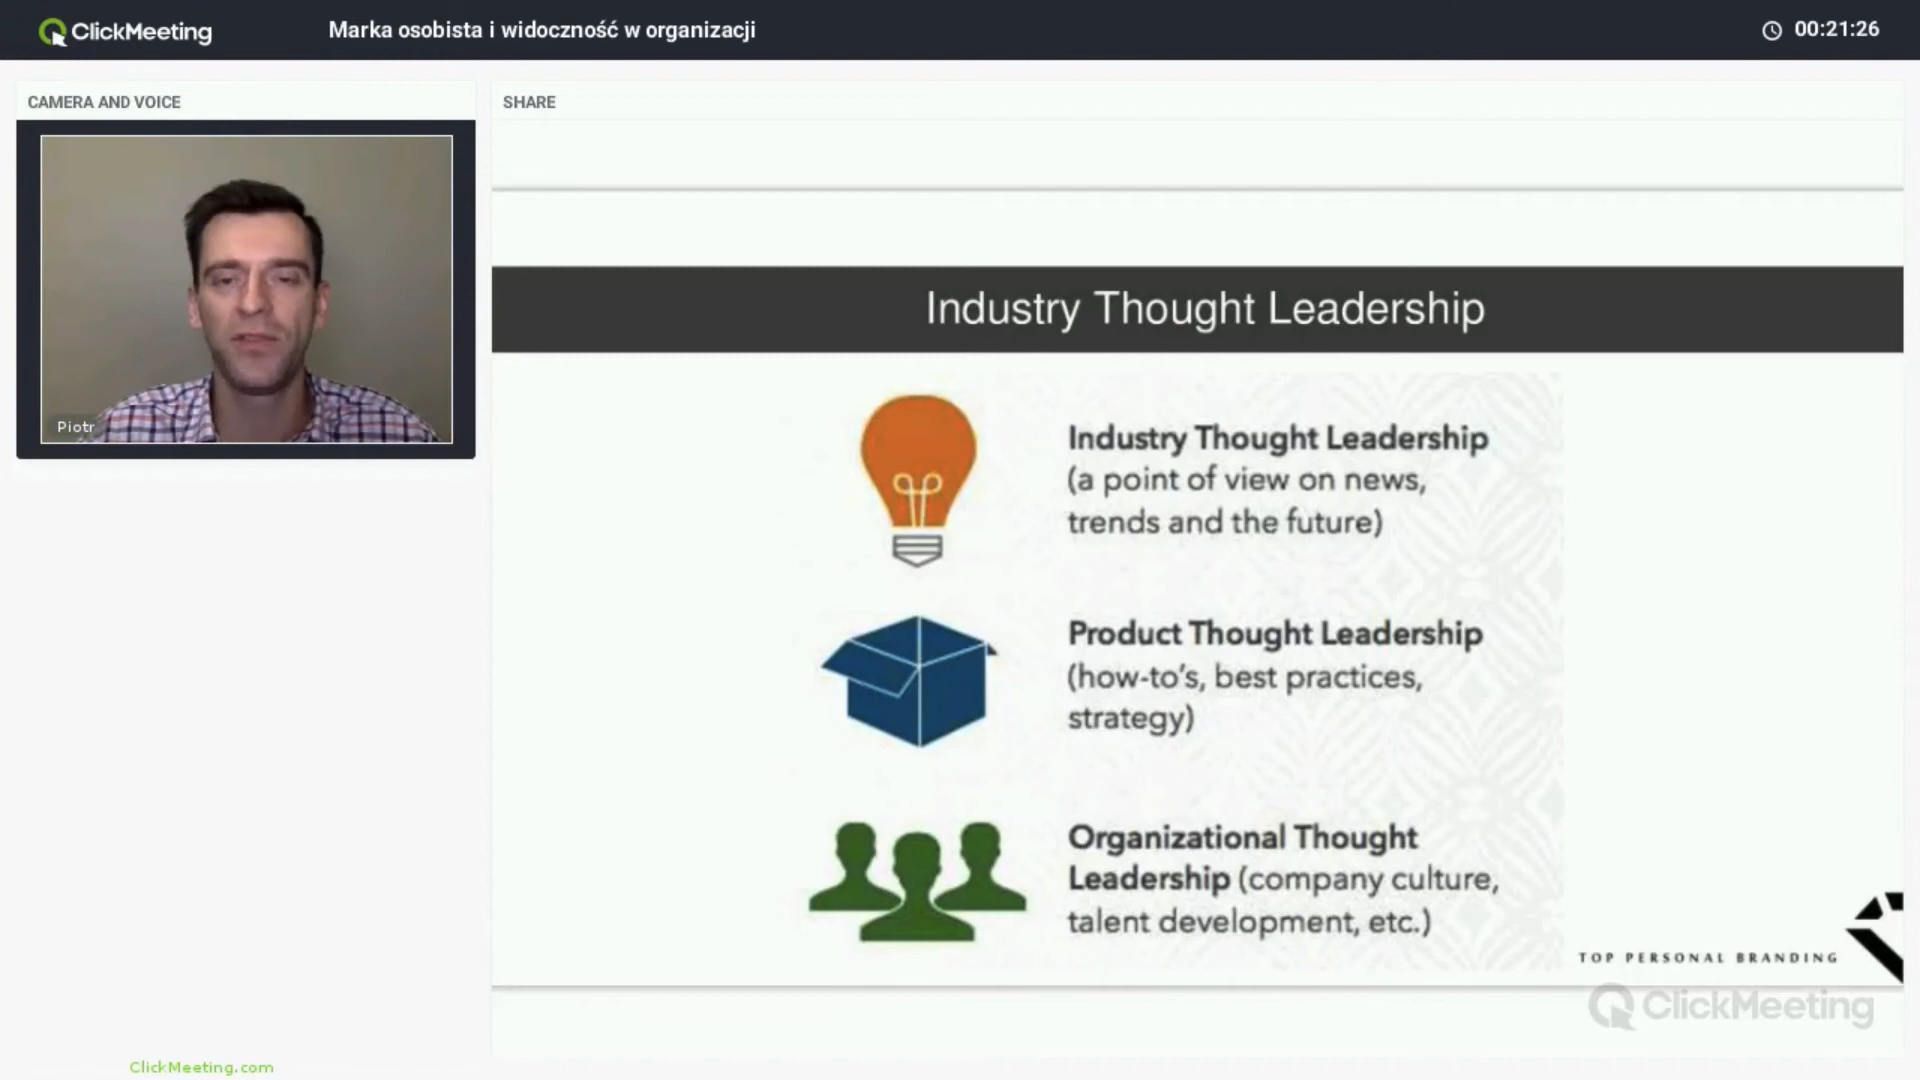 ClickMeeting
Marka osobista i widoczność w organizacji
00:21:26
CAMERA AND VOICE
Piotr
SHARE
Industry Thought Leadership
Industry Thought Leadership
(a point of view on news,
trends and the future)
Product Thought Leadership
(how-to's, best practices,
strategy)
Organizational Thought
Leadership (company culture,
talent development, etc.)
TOP PERSONAL BRANDING
ClickMeeting
ClickMeeting.com